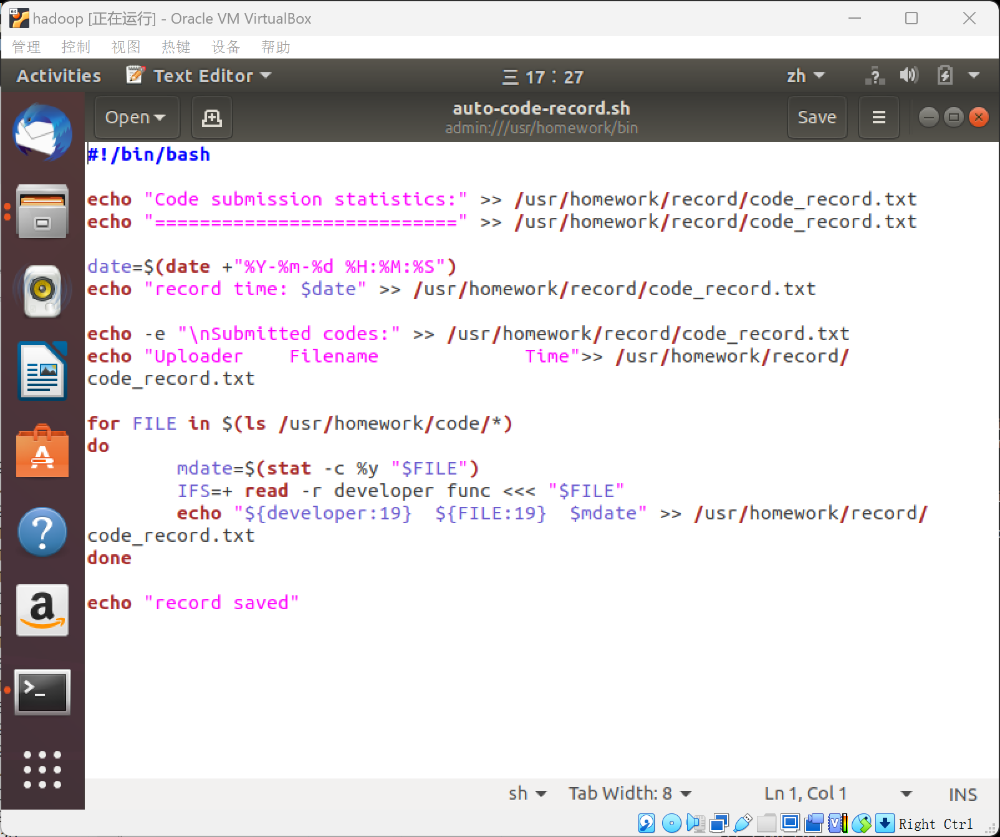 hadoop [正在运行] - Oracle VM VirtualBox
管理 控制 视图 热键 设备 帮助
Activities Text Editor 三 17：27 zh
Open auto-code-record.sh Save
admin:///usr/homework/bin
#!/bin/bash
echo "Code submission statistics:" >> /usr/homework/record/code_record.txt
echo "===========================" >> /usr/homework/record/code_record.txt
date=$(date +"%Y-%m-%d %H:%M:%S")
echo "record time: $date" >> /usr/homework/record/code_record.txt
echo -e "\nSubmitted codes:" >> /usr/homework/record/code_record.txt
echo "Uploader    Filename             Time">> /usr/homework/record/
code_record.txt
for FILE in $(ls /usr/homework/code/*)
do
        mdate=$(stat -c %y "$FILE")
        IFS=+ read -r developer func <<< "$FILE"
        echo "${developer:19}  ${FILE:19}  $mdate" >> /usr/homework/record/
code_record.txt
done
echo "record saved"
sh Tab Width: 8 Ln 1, Col 1 INS
Right Ctrl